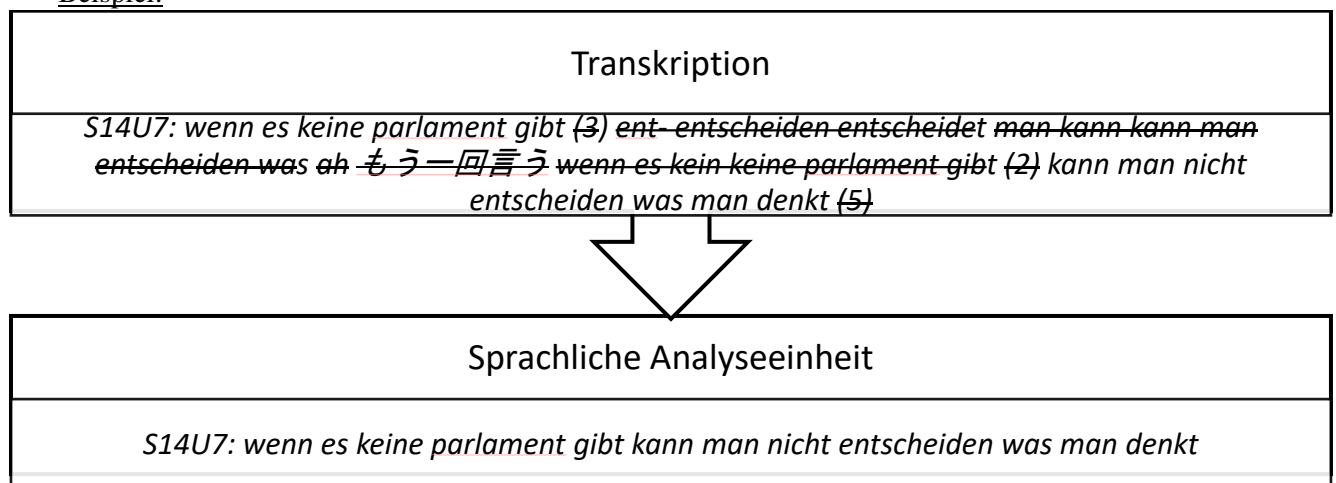 Beispiel:
Transkription
S14U7: wenn es keine parlament gibt (3) ent- entscheiden entscheidet man kann kann man
entscheiden was ah もう一回言う wenn es kein keine parlament gibt (2) kann man nicht
entscheiden was man denkt (5)
Sprachliche Analyseeinheit
S14U7: wenn es keine parlament gibt kann man nicht entscheiden was man denkt